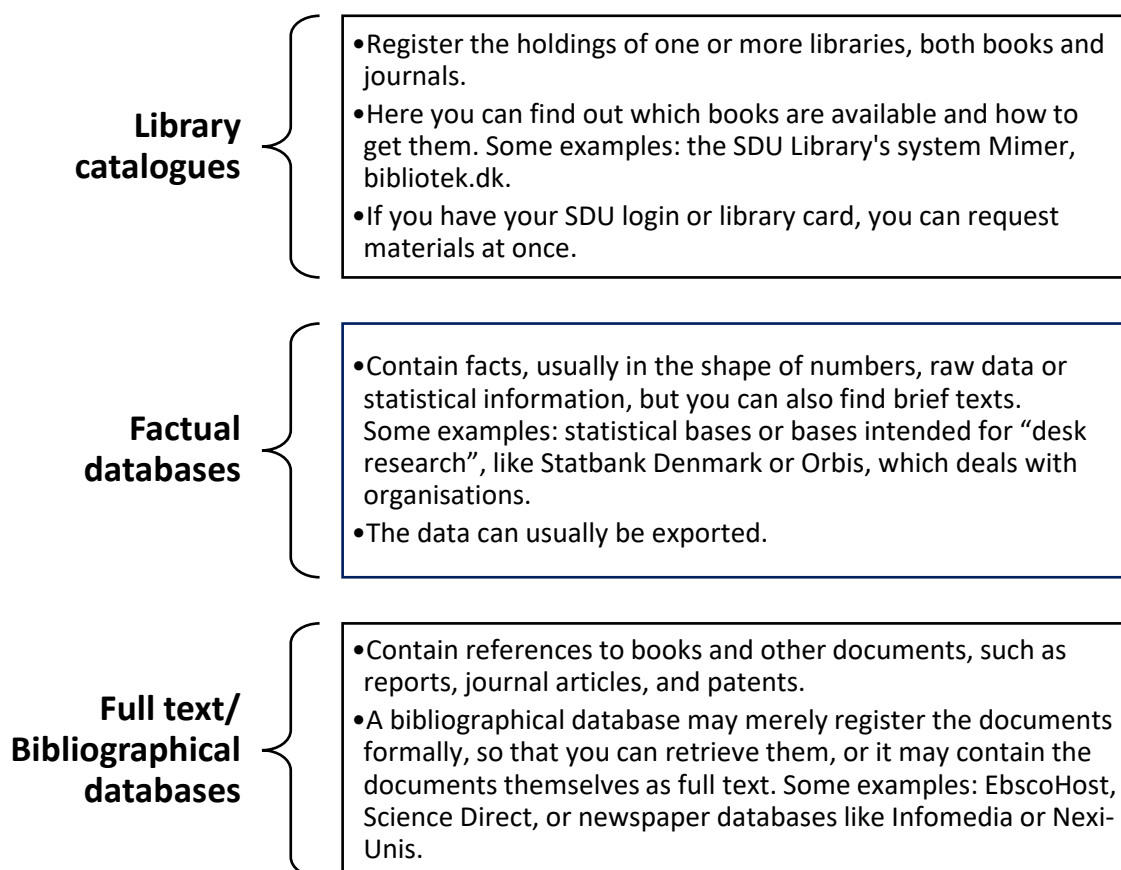 Library
catalogues
•Register the holdings of one or more libraries, both books and
journals.
•Here you can find out which books are available and how to
get them. Some examples: the SDU Library's system Mimer,
bibliotek.dk.
•If you have your SDU login or library card, you can request
materials at once.
Factual
databases
•Contain facts, usually in the shape of numbers, raw data or
statistical information, but you can also find brief texts.
Some examples: statistical bases or bases intended for “desk
research”, like Statbank Denmark or Orbis, which deals with
organisations.
•The data can usually be exported.
Full text/
Bibliographical
databases
•Contain references to books and other documents, such as
reports, journal articles, and patents.
•A bibliographical database may merely register the documents
formally, so that you can retrieve them, or it may contain the
documents themselves as full text. Some examples: EbscoHost,
Science Direct, or newspaper databases like Infomedia or Nexi-
Unis.